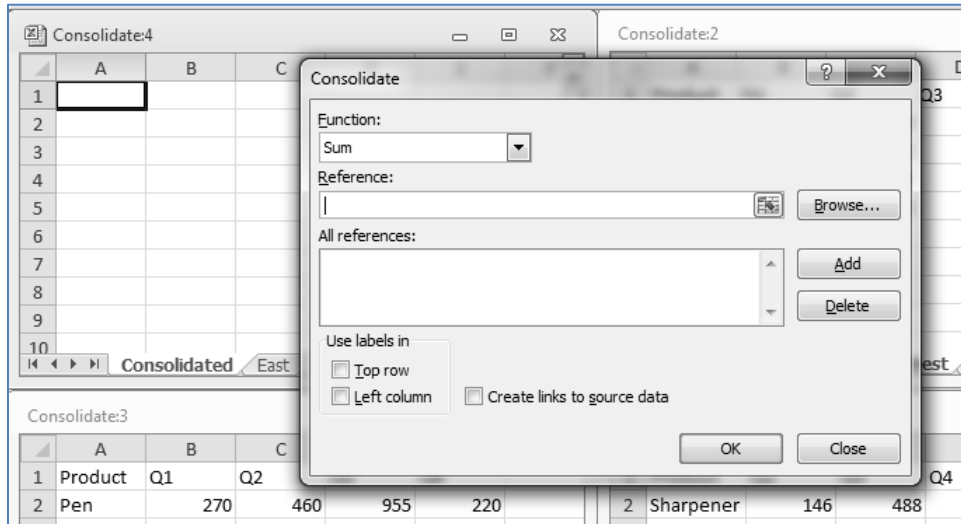 Consolidate:4
Consolidate:2
A B C
1
2
3
4
5
6
7
8
9
10
Consolidated East
Consolidate
?
Function:
Sum
Reference:
Browse...
All references:
Add
Delete
Use labels in
Top row
Left column
Create links to source data
OK
Close
Q3
est
Consolidate:3
A B C
1 Product Q1 Q2
2 Pen 270 460 955 220
Q4
2 Sharpener 146 488